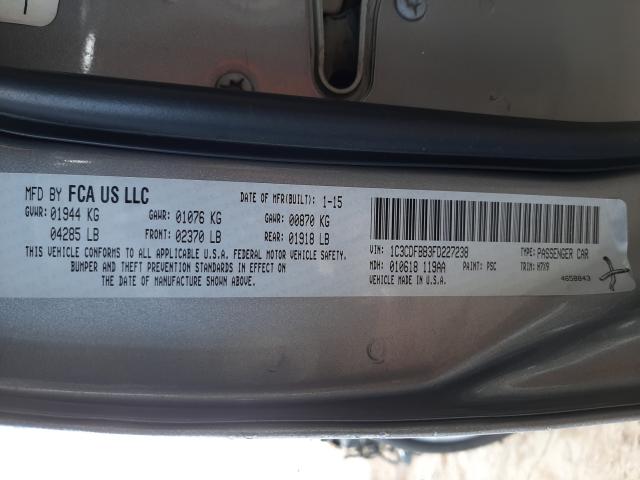 MFD BY FCA US LLC DATE OF MFR(BUILT): 1-15
GVWR: 01944 KG GAWR: 01076 KG GAWR: 00870 KG
04285 LB FRONT: 02370 LB REAR: 01918 LB
THIS VEHICLE CONFORMS TO ALL APPLICABLE U.S.A. FEDERAL MOTOR VEHICLE SAFETY,
BUMPER AND THEFT PREVENTION STANDARDS IN EFFECT ON
THE DATE OF MANUFACTURE SHOWN ABOVE.
VIN: 1C3CDFBB3FD227238 TYPE: PASSENGER CAR
MDH: 010618 119AA PAINT: PSC TRIM: H7X9
VEHICLE MADE IN U.S.A. 4658843